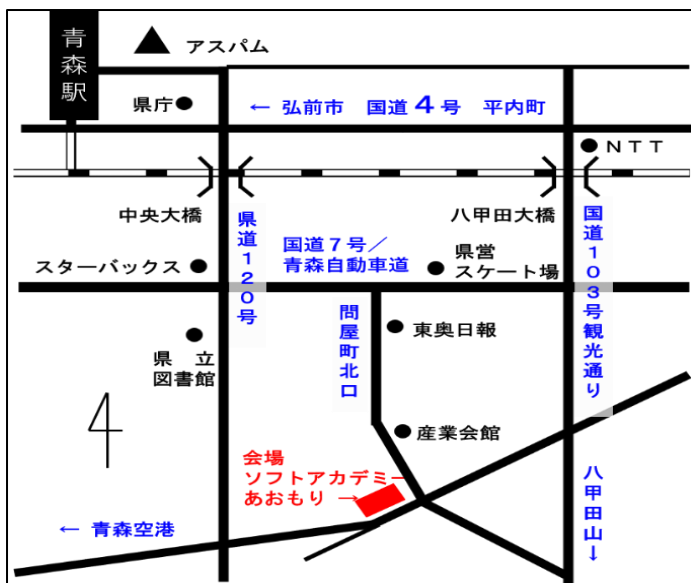 青森駅
アスパム
県庁
← 弘前市 国道4号 平内町
NTT
中央大橋
八甲田大橋
県道120号
国道7号／
青森自動車道
国道103号観光通り
スターバックス
県営
スケート場
問屋町北口
東奥日報
県 立
図書館
産業会館
会場
ソフトアカデミー
あおもり →
← 青森空港
八甲田山↓